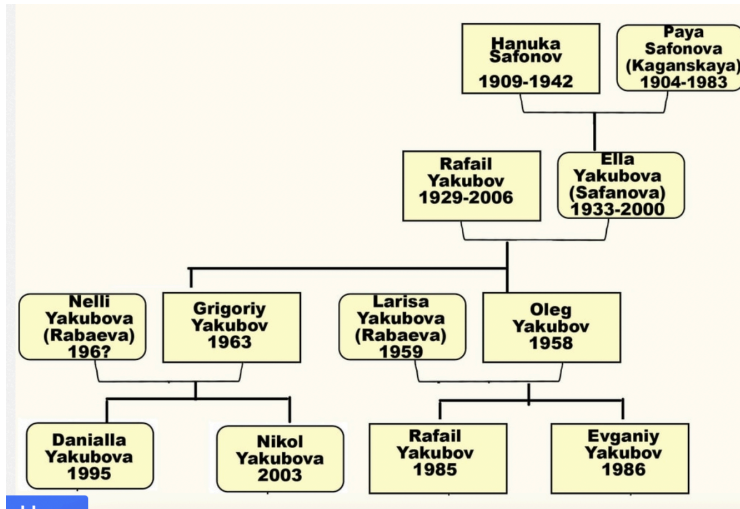 Hanuka
Safonov
1909-1942
Paya
Safonova
(Kaganskaya)
1904-1983
Rafail
Yakubov
1929-2006
Ella
Yakubova
(Safanova)
1933-2000
Nelli
Yakubova
(Rabaeva)
196?
Grigoriy
Yakubov
1963
Larisa
Yakubova
(Rabaeva)
1959
Oleg
Yakubov
1958
Danialla
Yakubova
1995
Nikol
Yakubova
2003
Rafail
Yakubov
1985
Evganiy
Yakubov
1986